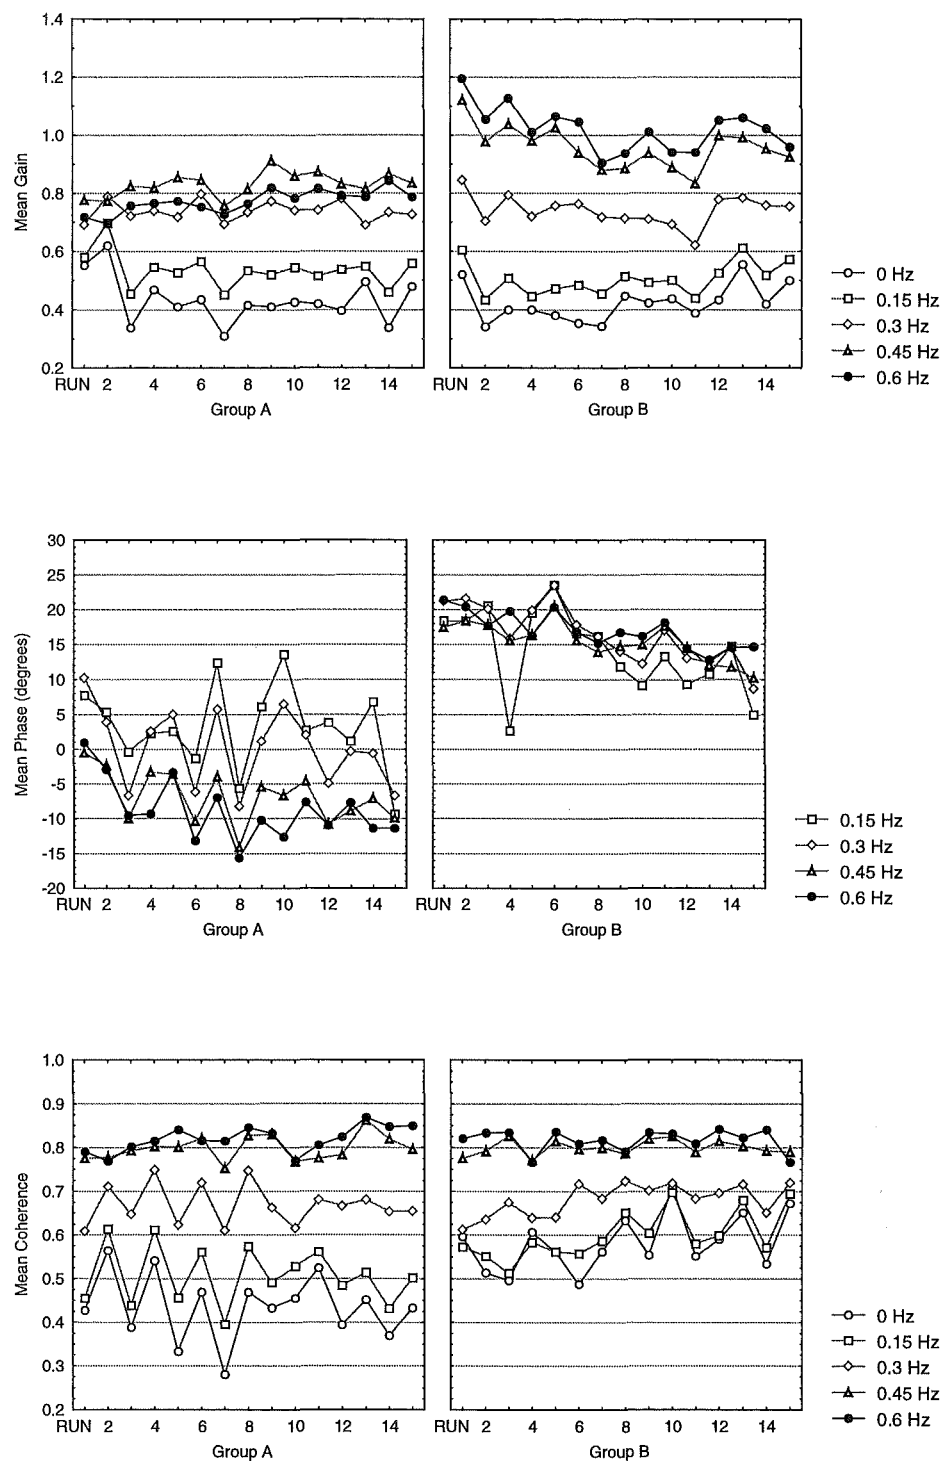 Mean Gain
1.4
1.2
1.0
0.8
0.6
0.4
0.2
RUN 2 4 6 8 10 12 14
Group A
RUN 2 4 6 8 10 12 14
Group B
0 Hz
0.15 Hz
0.3 Hz
0.45 Hz
0.6 Hz
Mean Phase (degrees)
30
25
20
15
10
5
0
-5
-10
-15
-20
RUN 2 4 6 8 10 12 14
Group A
RUN 2 4 6 8 10 12 14
Group B
0.15 Hz
0.3 Hz
0.45 Hz
0.6 Hz
Mean Coherence
1.0
0.9
0.8
0.7
0.6
0.5
0.4
0.3
0.2
RUN 2 4 6 8 10 12 14
Group A
RUN 2 4 6 8 10 12 14
Group B
0 Hz
0.15 Hz
0.3 Hz
0.45 Hz
0.6 Hz